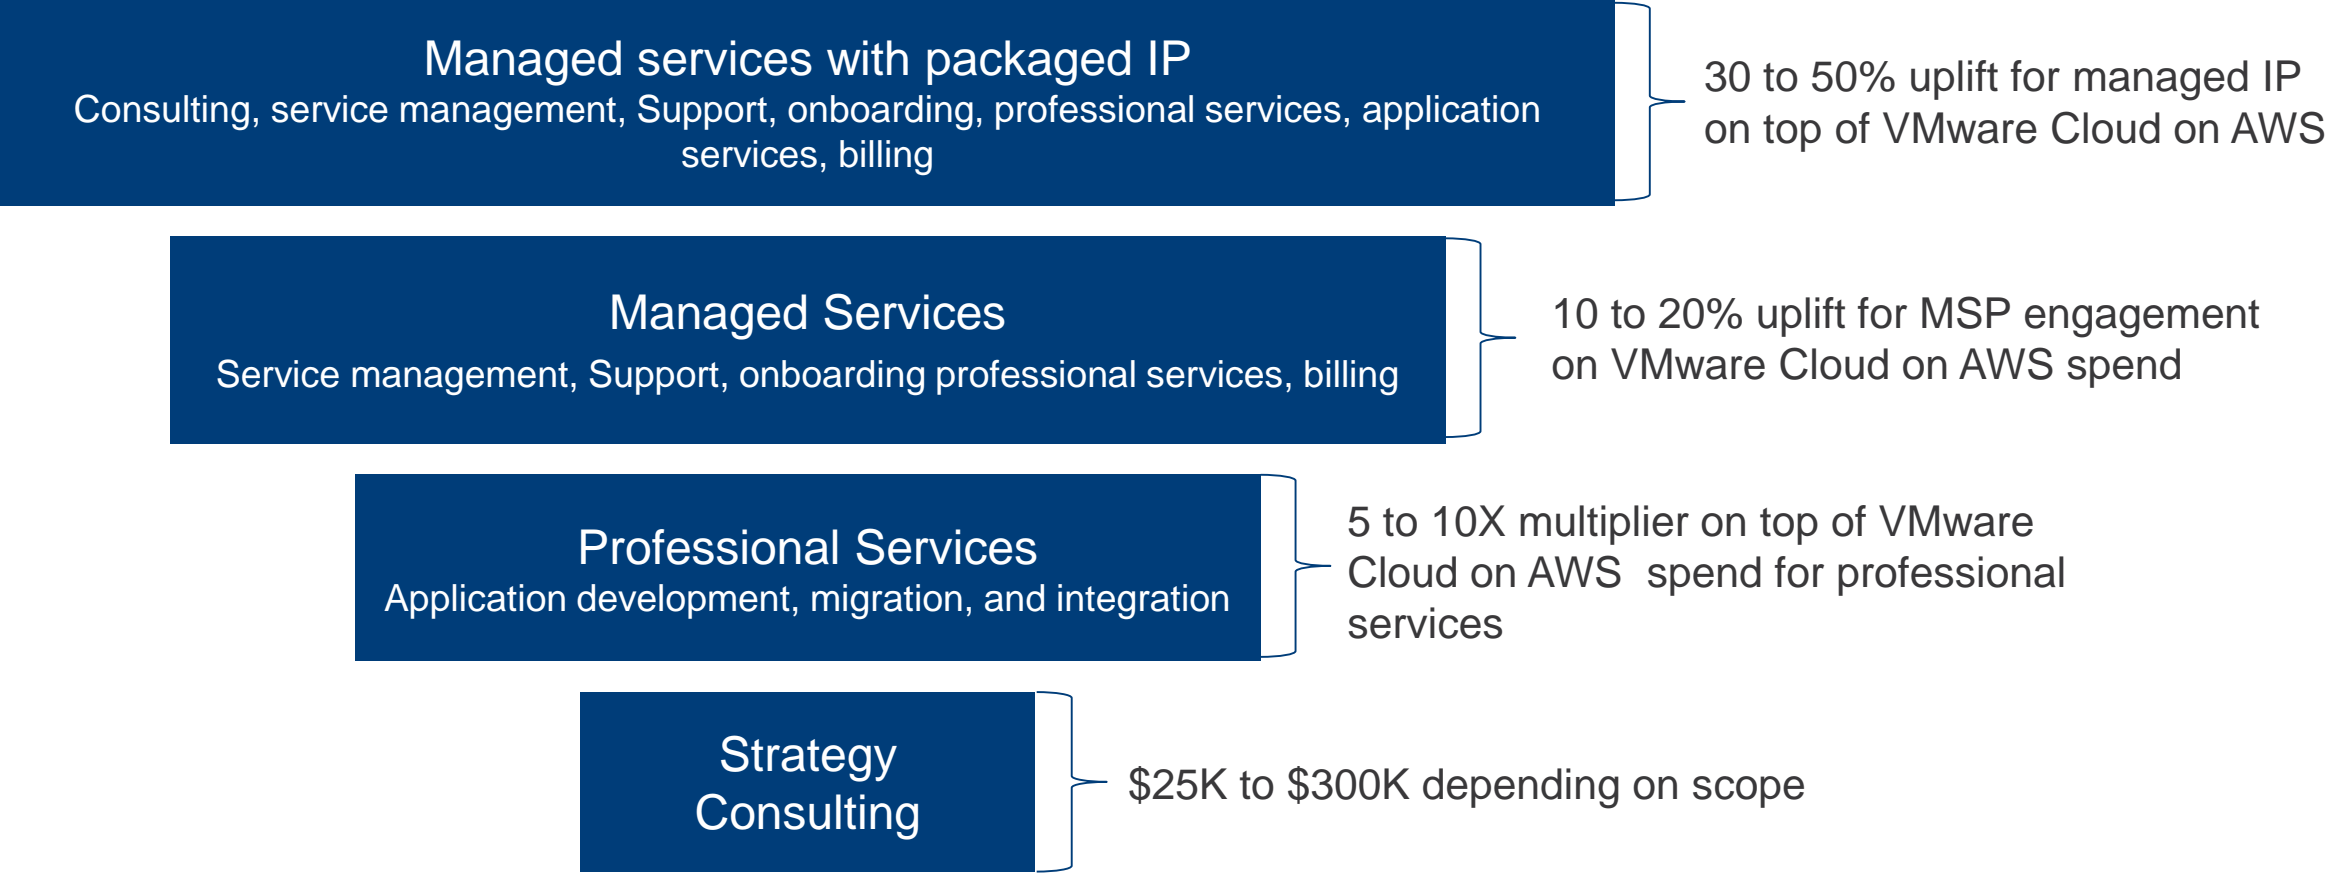 Managed services with packaged IP
Consulting, service management, Support, onboarding, professional services, application
services, billing
30 to 50% uplift for managed IP
on top of VMware Cloud on AWS
Managed Services
Service management, Support, onboarding professional services, billing
10 to 20% uplift for MSP engagement
on VMware Cloud on AWS spend
Professional Services
Application development, migration, and integration
5 to 10X multiplier on top of VMware
Cloud on AWS  spend for professional
services
Strategy
Consulting
$25K to $300K depending on scope